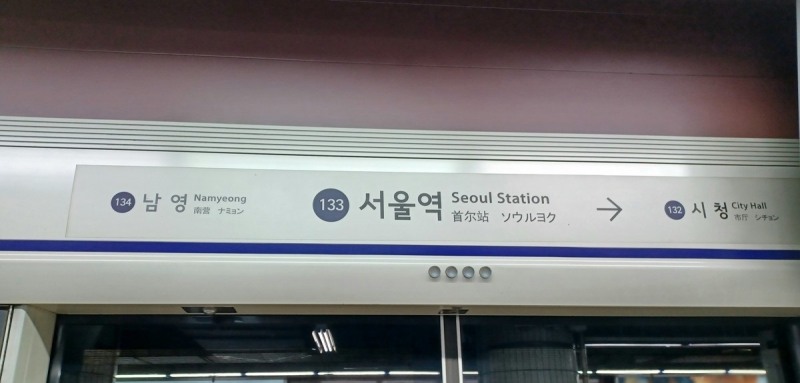 134 남영 Namyeong
南营 ナミョン
133 서울역 Seoul Station
首尔站 ソウルヨク
→
132 시청 City Hall
市厅 シチョン